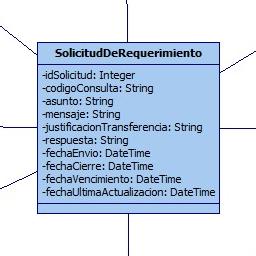 SolicitudDeRequerimiento
-idSolicitud: Integer
-codigoConsulta: String
-asunto: String
-mensaje: String
-justificacionTransferencia: String
-respuesta: String
-fechaEnvio: DateTime
-fechaCierre: DateTime
-fechaVencimiento: DateTime
-fechaUltimaActualizacion: DateTime